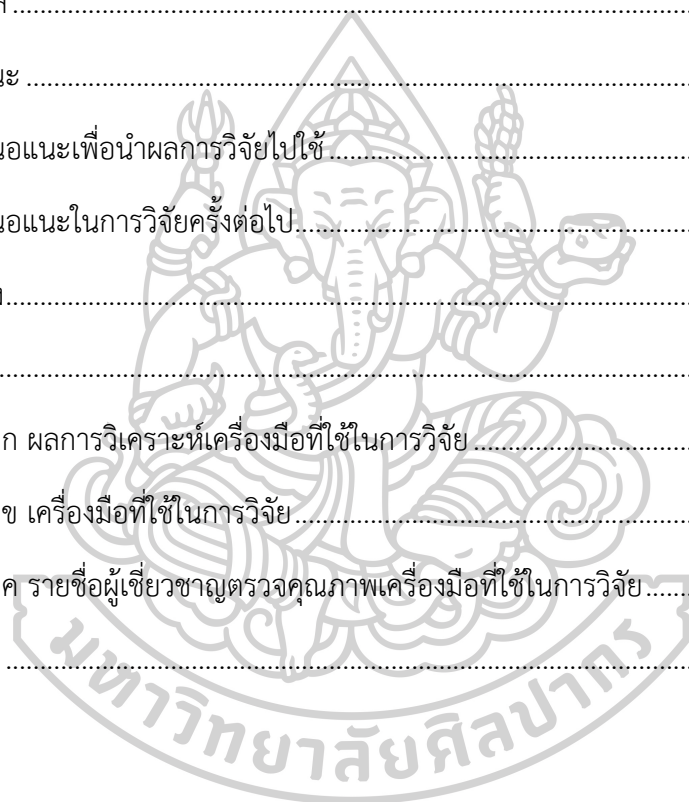 นะ ........................................................................................................
นอแนะเพื่อนำผลการวิจัยไปใช้ ....................................................
นอแนะในการวิจัยครั้งต่อไป.........................................................
ก ผลการวิเคราะห์เครื่องมือที่ใช้ในการวิจัย ................................
ข เครื่องมือที่ใช้ในการวิจัย..........................................................
ค รายชื่อผู้เชี่ยวชาญตรวจคุณภาพเครื่องมือที่ใช้ในการวิจัย.......
มหาวิทยาลัยศิลปากร